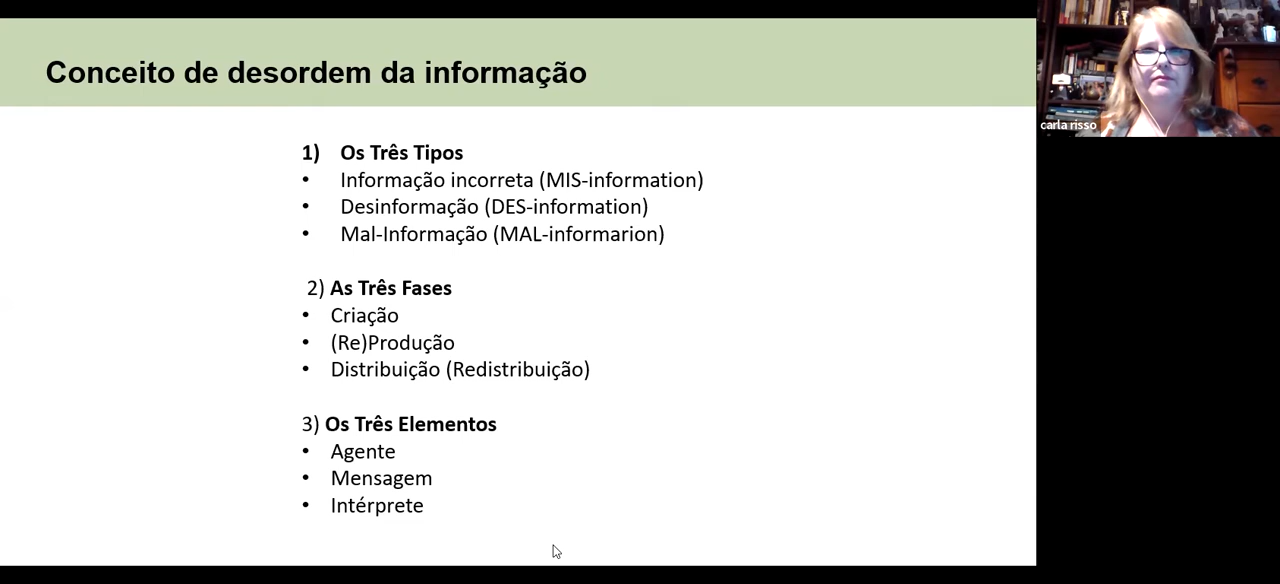 Conceito de desordem da informação
carla risso
1) Os Três Tipos
• Informação incorreta (MIS-information)
• Desinformação (DES-information)
• Mal-Informação (MAL-informarion)
2) As Três Fases
• Criação
• (Re)Produção
• Distribuição (Redistribuição)
3) Os Três Elementos
• Agente
• Mensagem
• Intérprete